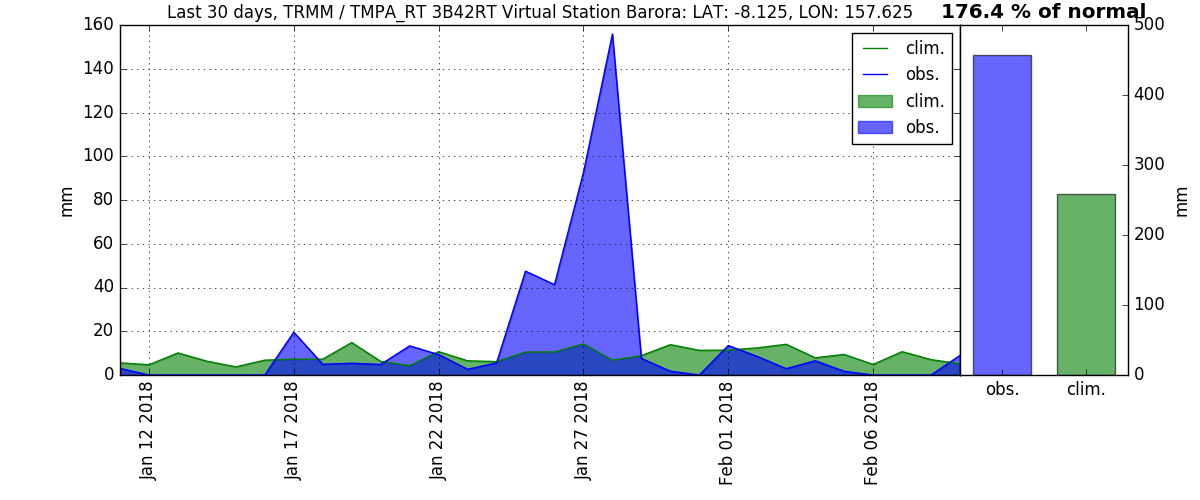 Last 30 days, TRMM / TMPA_RT 3B42RT Virtual Station Barora: LAT: -8.125, LON: 157.625
176.4 % of normal
160
140
120
100
80
60
40
20
0
mm
clim.
obs.
clim.
obs.
Jan 12 2018
Jan 17 2018
Jan 22 2018
Jan 27 2018
Feb 01 2018
Feb 06 2018
500
400
300
200
100
0
mm
obs.
clim.